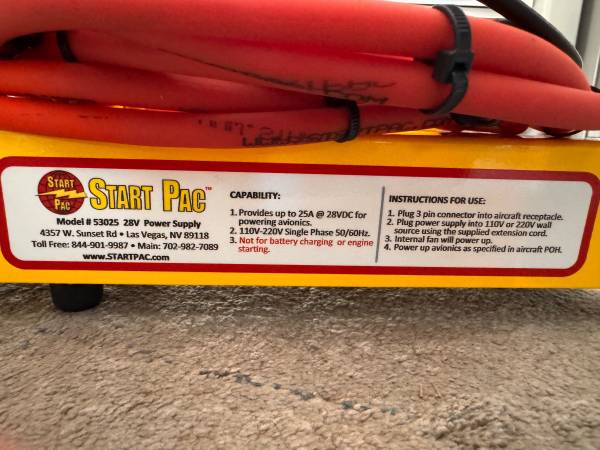 START PAC
START PAC™
Model # 53025 28V Power Supply
4357 W. Sunset Rd • Las Vegas, NV 89118
Toll Free: 844-901-9987 • Main: 702-982-7089
www.STARTPAC.com
CAPABILITY:
1. Provides up to 25A @ 28VDC for
powering avionics.
2. 110V-220V Single Phase 50/60Hz.
3. Not for battery charging or engine
starting.
INSTRUCTIONS FOR USE:
1. Plug 3 pin connector into aircraft receptacle.
2. Plug power supply into 110V or 220V wall
source using the supplied extension cord.
3. Internal fan will power up.
4. Power up avionics as specified in aircraft POH.